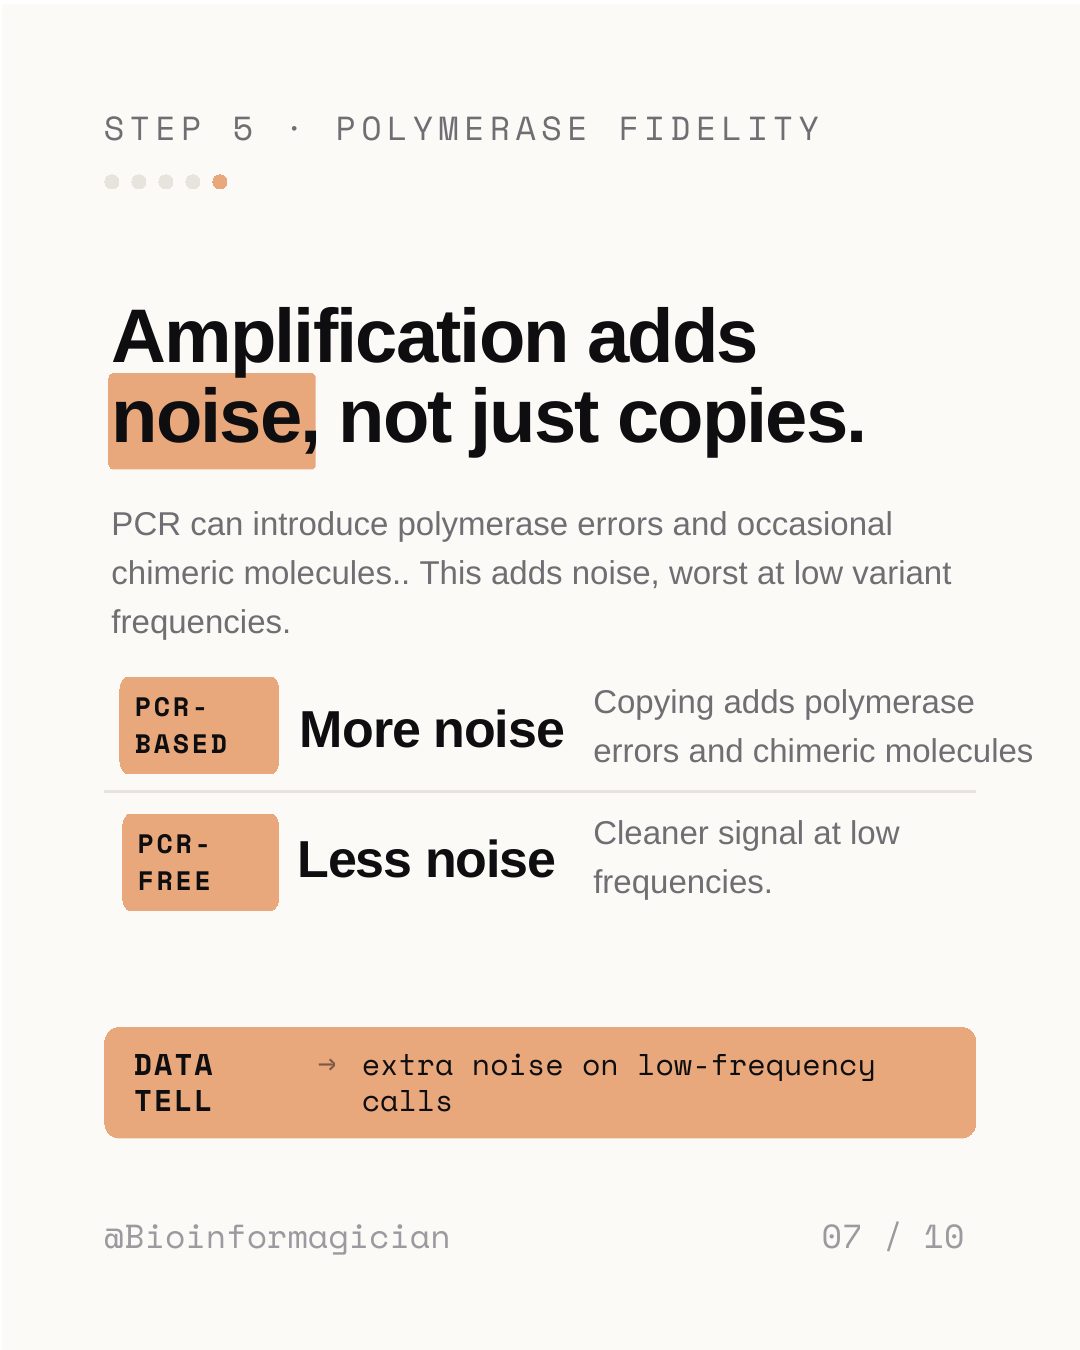 STEP 5 · POLYMERASE FIDELITY
Amplification adds
noise, not just copies.
PCR can introduce polymerase errors and occasional
chimeric molecules.. This adds noise, worst at low variant
frequencies.
PCR-
BASED
More noise
Copying adds polymerase
errors and chimeric molecules
PCR-
FREE
Less noise
Cleaner signal at low
frequencies.
DATA
TELL
→ extra noise on low-frequency
calls
@Bioinformagician
07 / 10